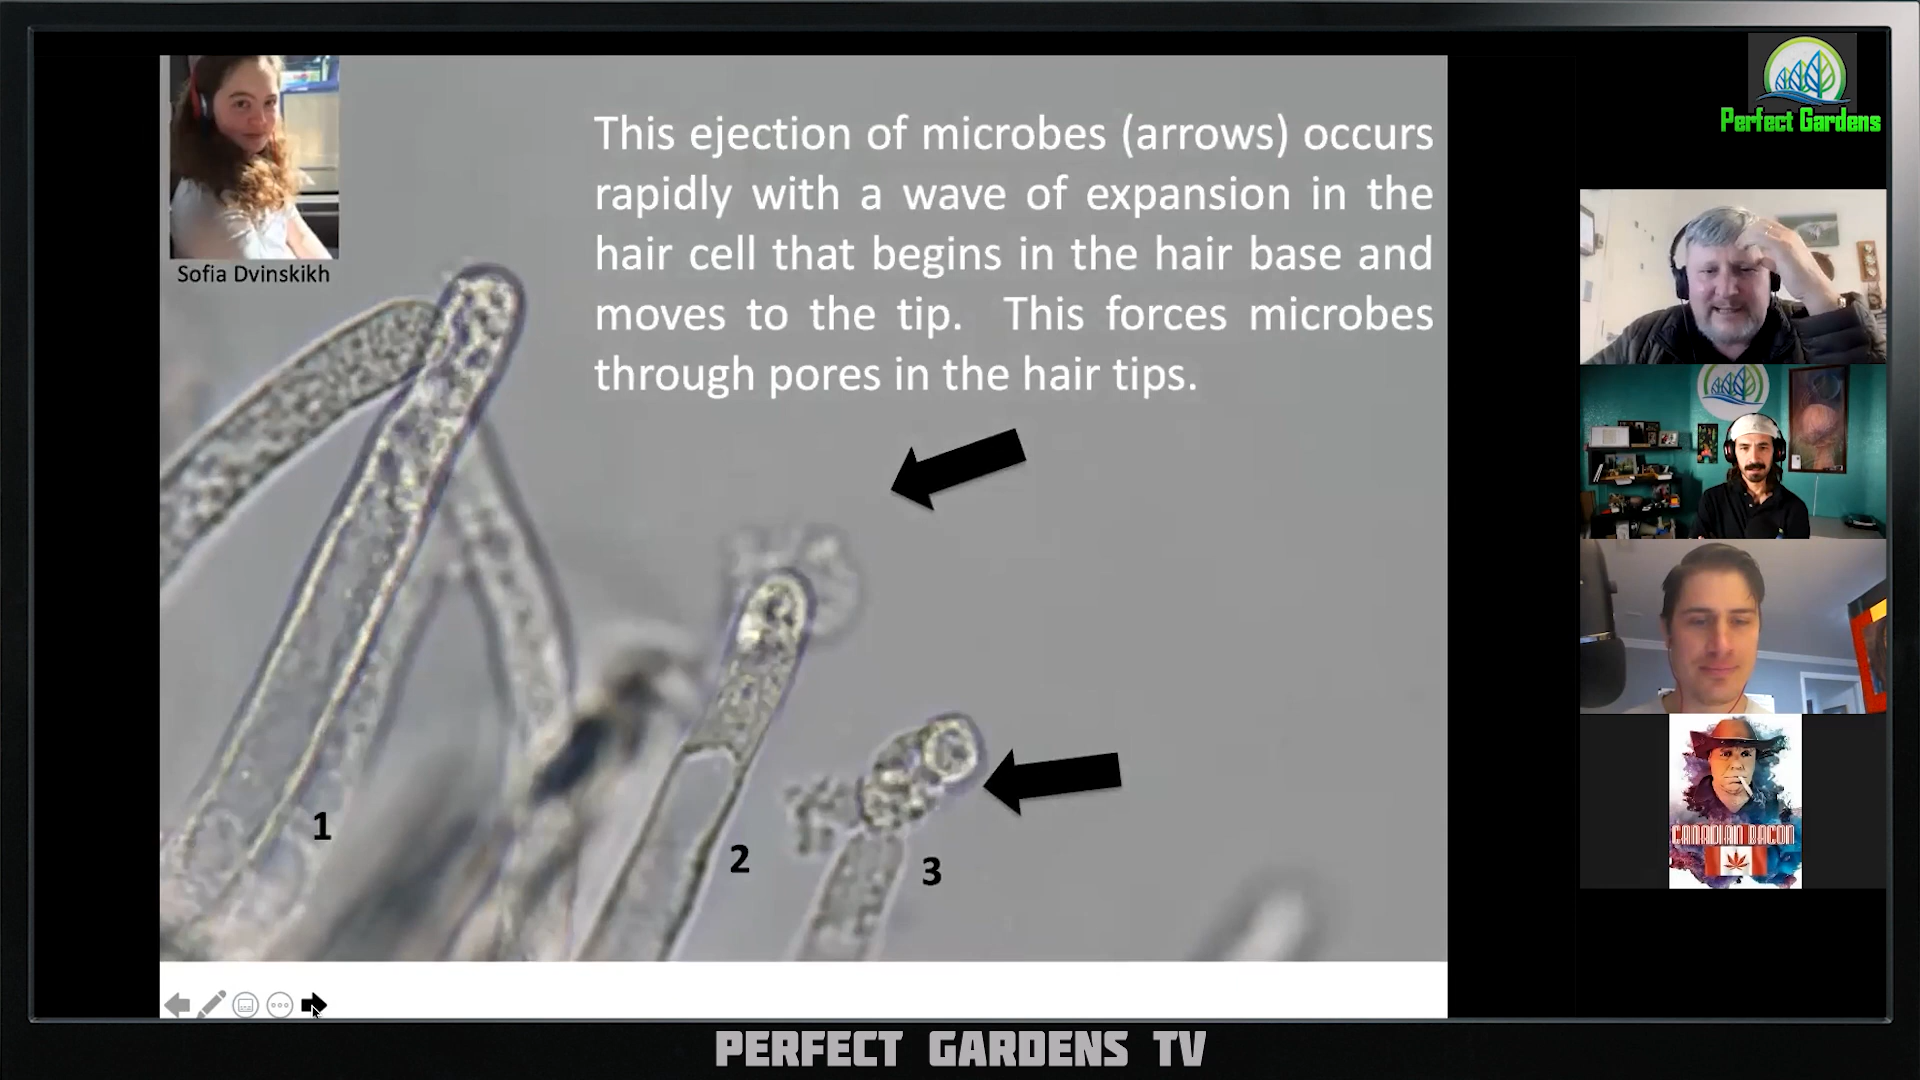 Perfect Gardens
This ejection of microbes (arrows) occurs
rapidly with a wave of expansion in the
hair cell that begins in the hair base and
moves to the tip. This forces microbes
through pores in the hair tips.
Sofia Dvinskikh
1
2
3
CANADIAN BACON
PERFECT GARDENS TV